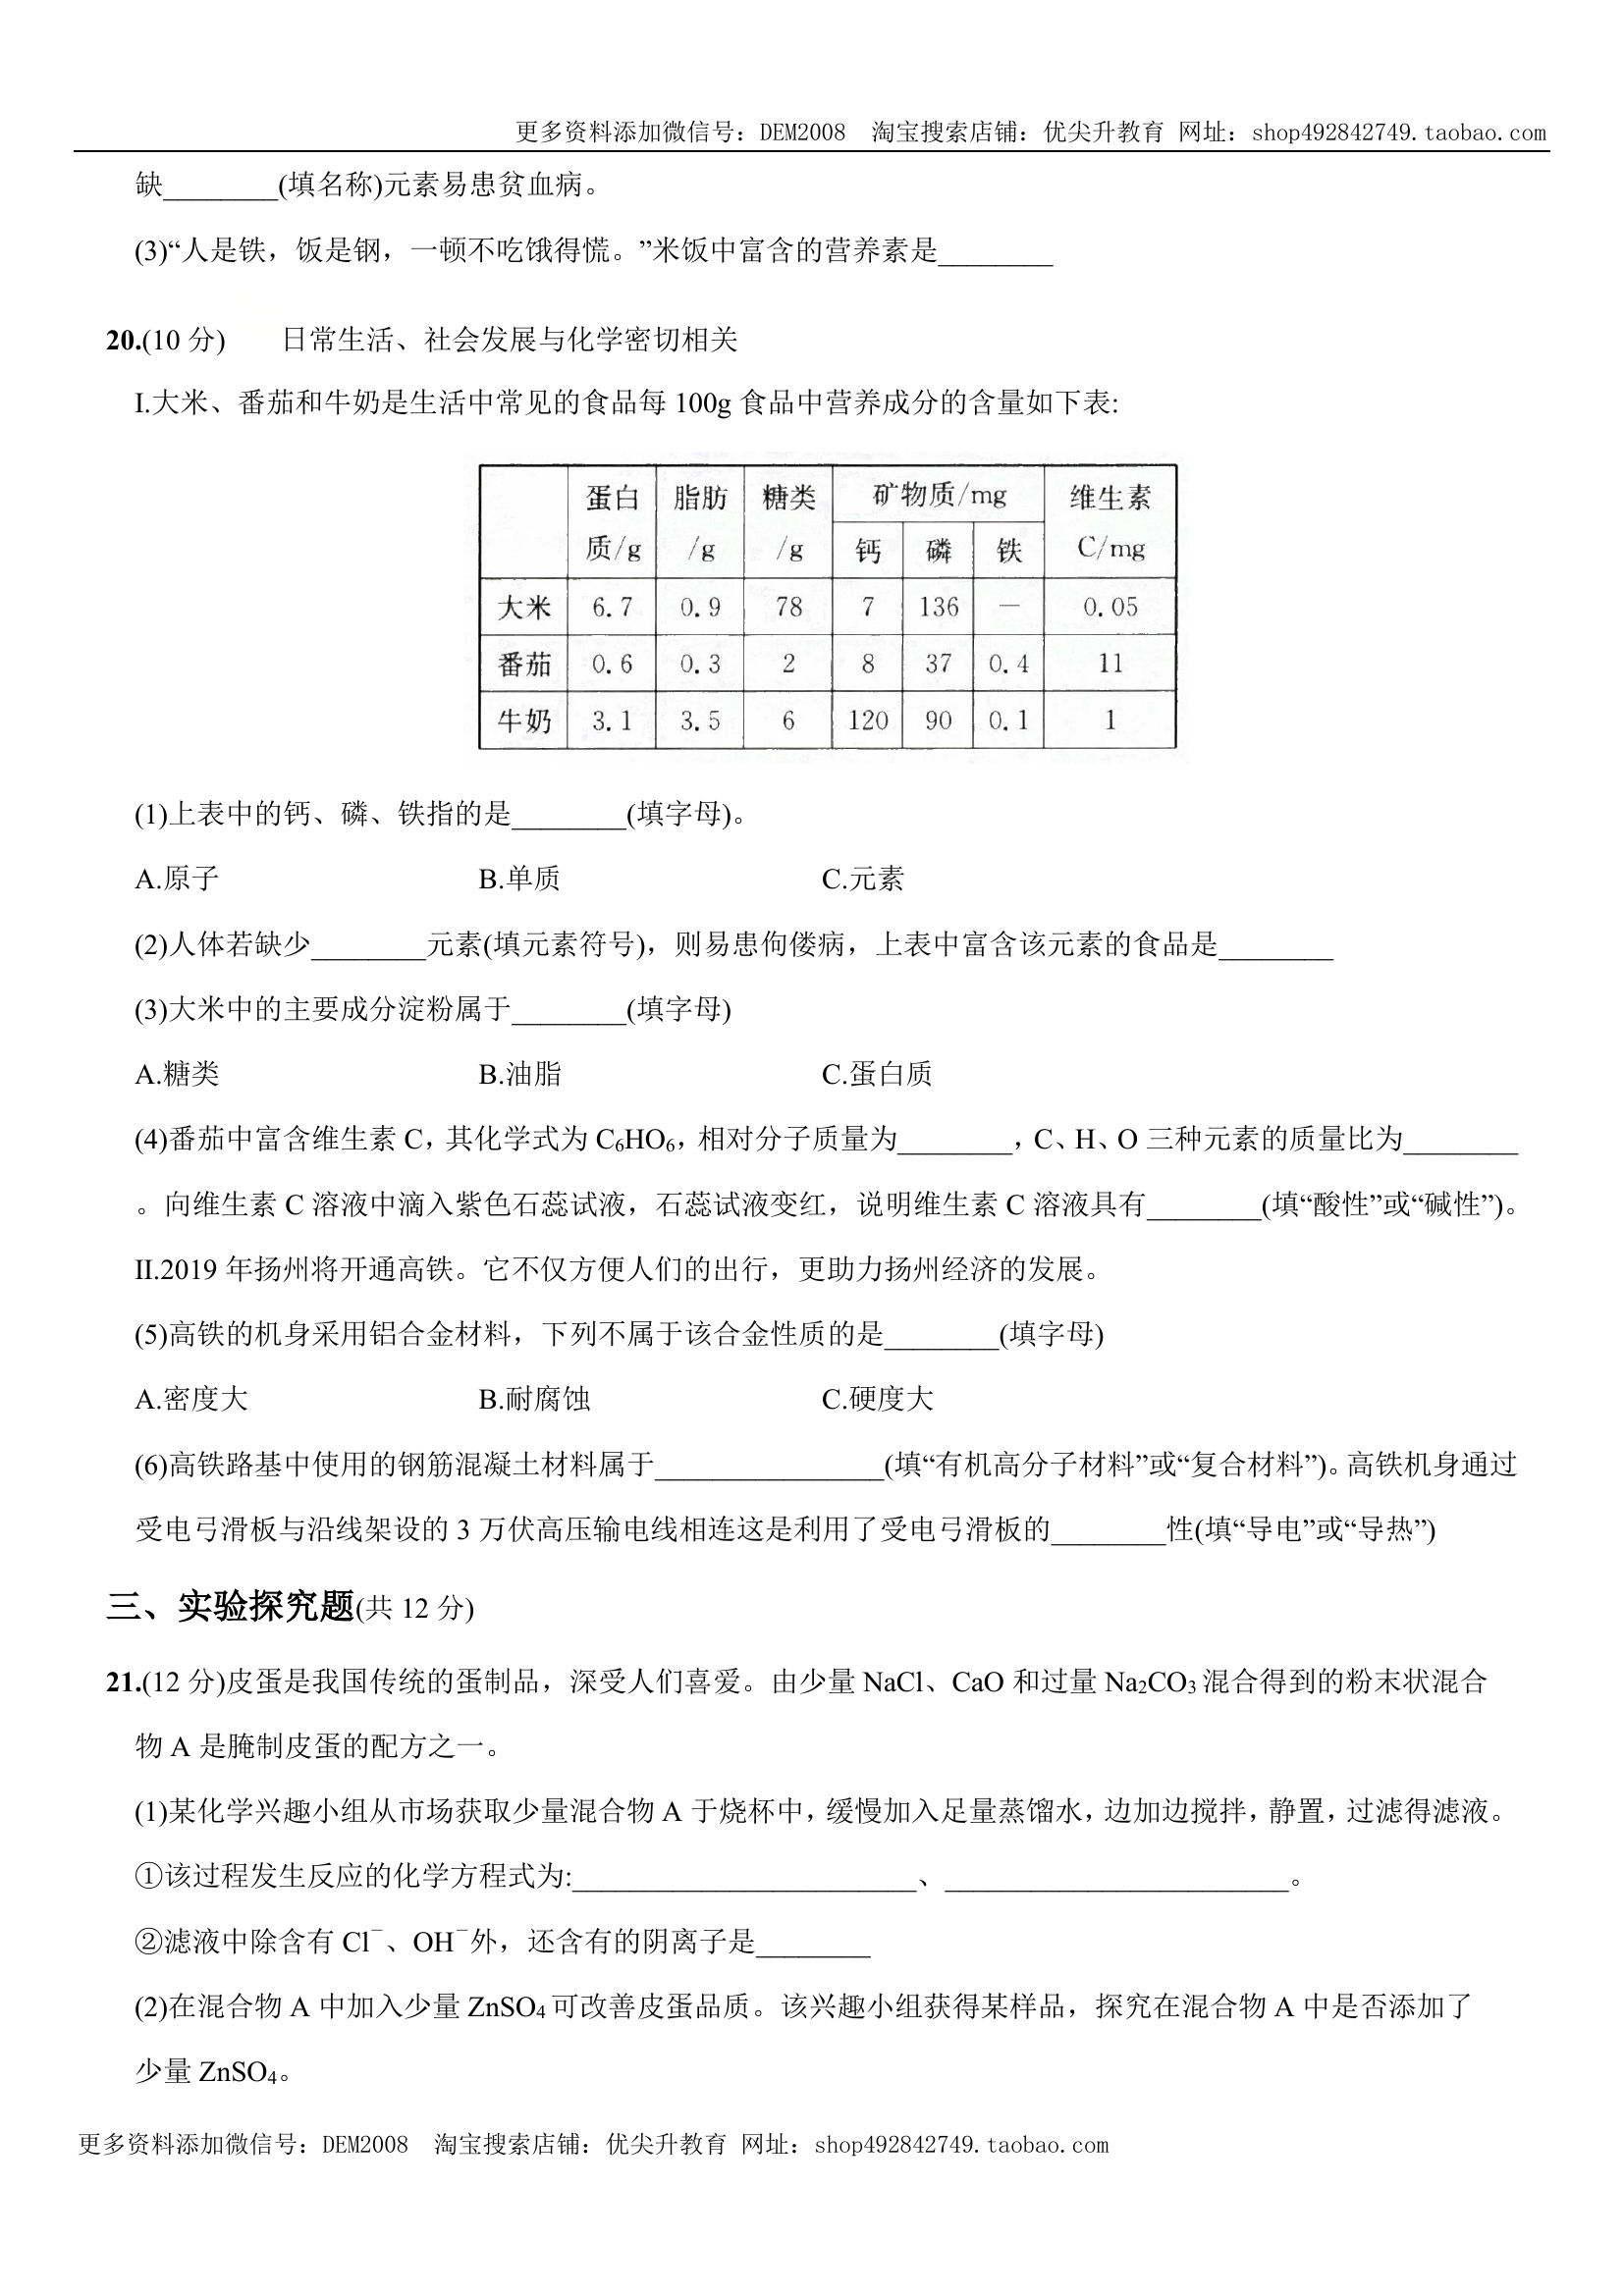 更多资料添加微信号：DEM2008 淘宝搜索店铺：优尖升教育 网址：shop492842749.taobao.com
缺________(填名称)元素易患贫血病。
(3)“人是铁，饭是钢，一顿不吃饿得慌。”米饭中富含的营养素是________
20.(10 分) 日常生活、社会发展与化学密切相关
I.大米、番茄和牛奶是生活中常见的食品每 100g 食品中营养成分的含量如下表:
蛋白质/g 脂肪/g 糖类/g 矿物质/mg 维生素C/mg
钙 磷 铁
大米 6.7 0.9 78 7 136 — 0.05
番茄 0.6 0.3 2 8 37 0.4 11
牛奶 3.1 3.5 6 120 90 0.1 1
(1)上表中的钙、磷、铁指的是________(填字母)。
A.原子 B.单质 C.元素
(2)人体若缺少________元素(填元素符号)，则易患佝偻病，上表中富含该元素的食品是________
(3)大米中的主要成分淀粉属于________(填字母)
A.糖类 B.油脂 C.蛋白质
(4)番茄中富含维生素 C，其化学式为 C₆HO₆，相对分子质量为________，C、H、O 三种元素的质量比为________
。向维生素 C 溶液中滴入紫色石蕊试液，石蕊试液变红，说明维生素 C 溶液具有________(填“酸性”或“碱性”)。
II.2019 年扬州将开通高铁。它不仅方便人们的出行，更助力扬州经济的发展。
(5)高铁的机身采用铝合金材料，下列不属于该合金性质的是________(填字母)
A.密度大 B.耐腐蚀 C.硬度大
(6)高铁路基中使用的钢筋混凝土材料属于________________(填“有机高分子材料”或“复合材料”)。高铁机身通过
受电弓滑板与沿线架设的 3 万伏高压输电线相连这是利用了受电弓滑板的________性(填“导电”或“导热”)
三、实验探究题(共 12 分)
21.(12 分)皮蛋是我国传统的蛋制品，深受人们喜爱。由少量 NaCl、CaO 和过量 Na₂CO₃ 混合得到的粉末状混合
物 A 是腌制皮蛋的配方之一。
(1)某化学兴趣小组从市场获取少量混合物 A 于烧杯中，缓慢加入足量蒸馏水，边加边搅拌，静置，过滤得滤液。
①该过程发生反应的化学方程式为:________________________、________________________。
②滤液中除含有 Cl⁻、OH⁻外，还含有的阴离子是________
(2)在混合物 A 中加入少量 ZnSO₄ 可改善皮蛋品质。该兴趣小组获得某样品，探究在混合物 A 中是否添加了
少量 ZnSO₄。
更多资料添加微信号：DEM2008 淘宝搜索店铺：优尖升教育 网址：shop492842749.taobao.com